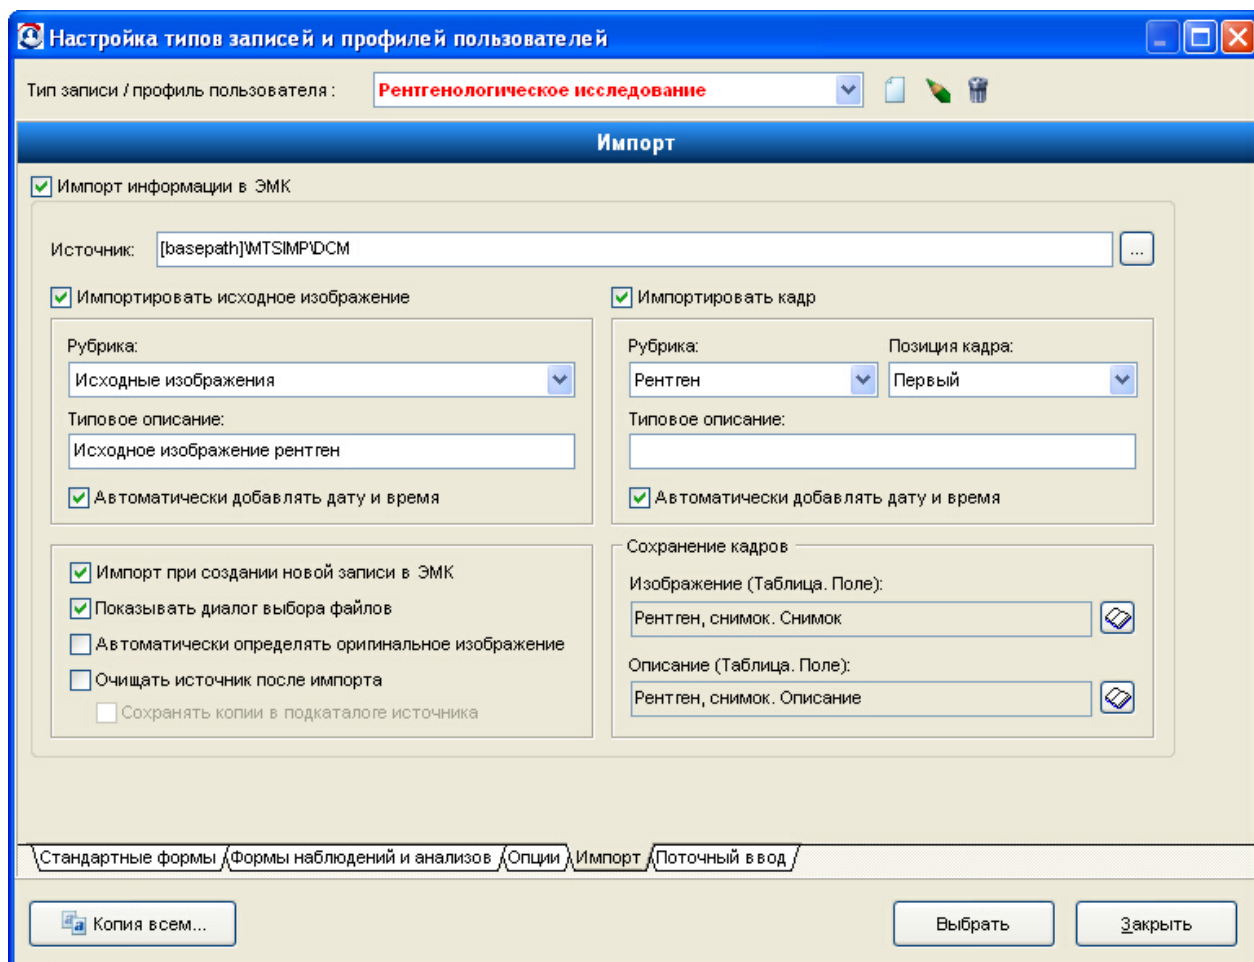 Настройка типов записей и профилей пользователей
Тип записи / профиль пользователя : Рентгенологическое исследование
Импорт
Импорт информации в ЭМК
Источник: [basepath]\MTSIMP\DCM ...
Импортировать исходное изображение
Рубрика:
Исходные изображения
Типовое описание:
Исходное изображение рентген
Автоматически добавлять дату и время
Импортировать кадр
Рубрика: Позиция кадра:
Рентген Первый
Типовое описание:
Автоматически добавлять дату и время
Импорт при создании новой записи в ЭМК
Показывать диалог выбора файлов
Автоматически определять оригинальное изображение
Очищать источник после импорта
Сохранять копии в подкаталоге источника
Сохранение кадров
Изображение (Таблица. Поле):
Рентген, снимок. Снимок
Описание (Таблица. Поле):
Рентген, снимок. Описание
Стандартные формы Формы наблюдений и анализов Опции Импорт Поточный ввод
Копия всем... Выбрать Закрыть